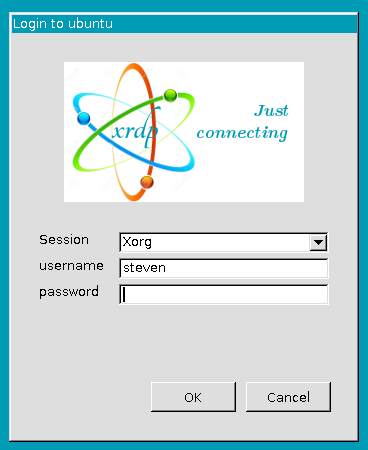 Login to ubuntu
Just
connecting
xrdp
Session
Xorg
username
steven
password
OK
Cancel